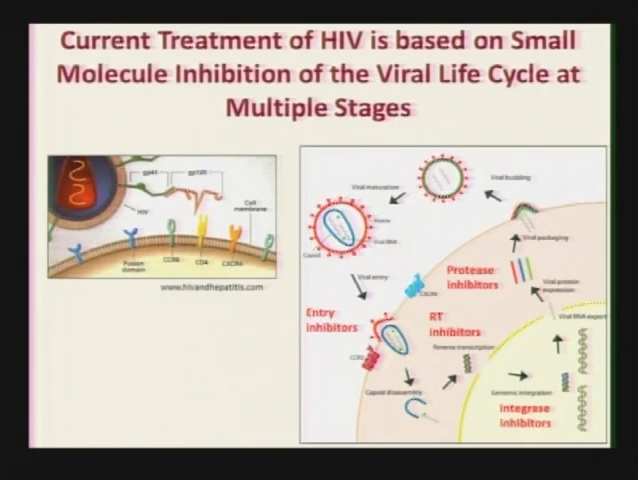 Current Treatment of HIV is based on Small
Molecule Inhibition of the Viral Life Cycle at
Multiple Stages
gp41
gp120
HIV
Cell
membrane
Fusion
domain
CCR5
CD4
CXCR4
www.hivandhepatitis.com
Viral maturation
Viral budding
Viral RNA
Capsid
Viral packaging
Viral entry
Protease
inhibitors
CXCR4
Viral protein
expression
Entry
inhibitors
RT
inhibitors
Viral RNA export
Reverse transcription
CCR5
Capsid disassembly
Genomic integration
Integrase
inhibitors